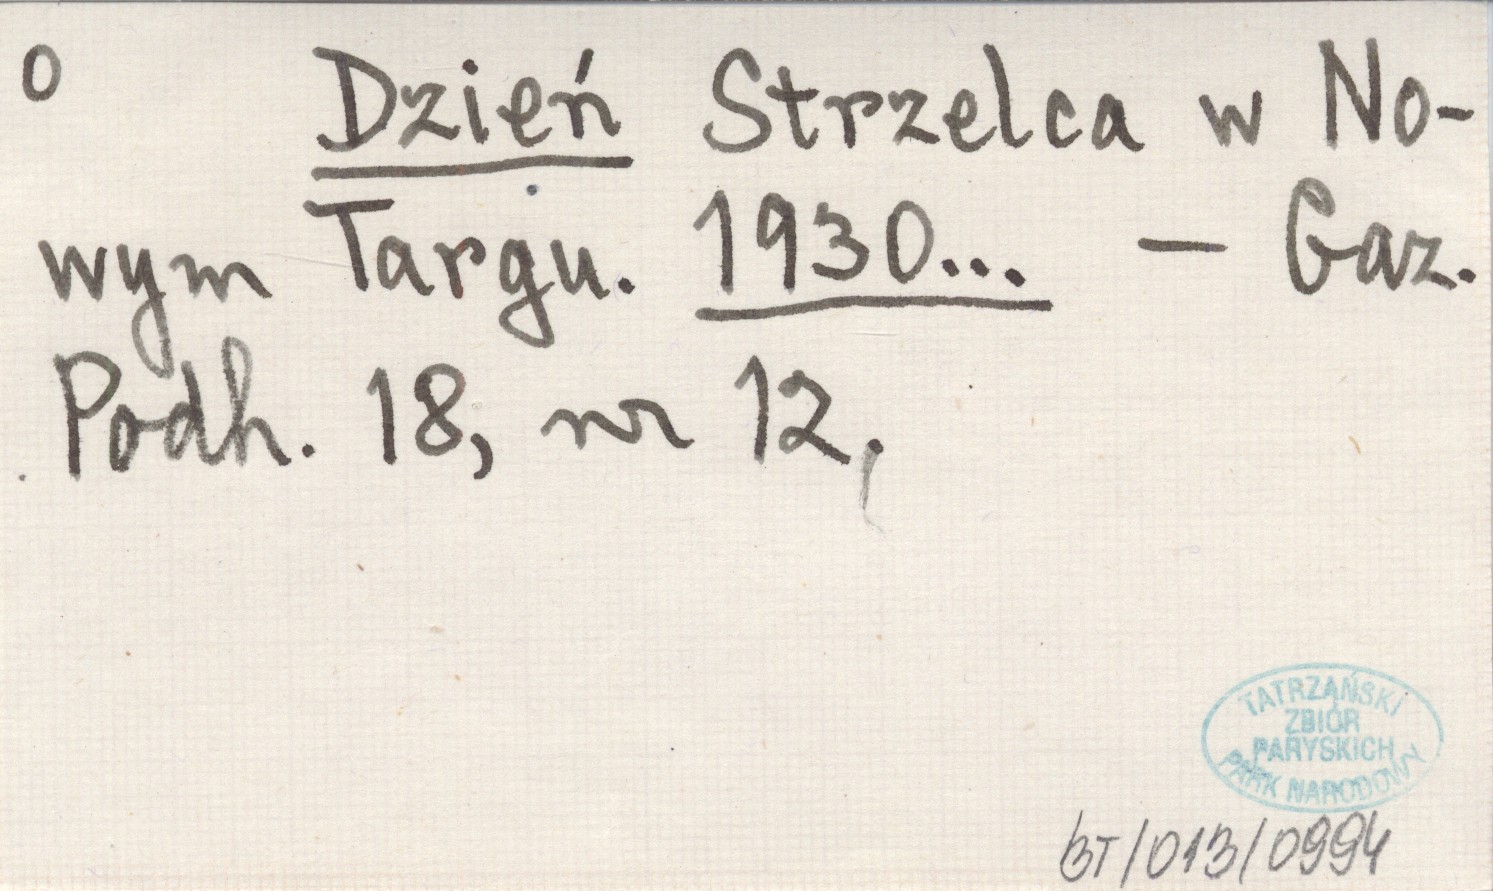 o Dzień Strzelca w No-
wym Targu. 1930... — Gaz.
Podh. 18, nr 12,
TATRZAŃSKI
ZBIÓR
PARYSKICH
PARK NARODOWY
BT/013/0994